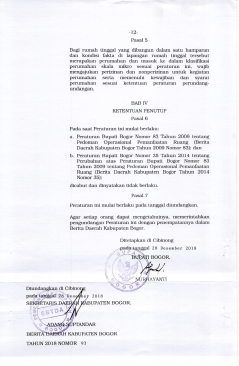 -12-
Pasal 5
Bagi rumah tinggal yang dibangun dalam satu hamparan
dan kondisi fakta di lapangan rumah tinggal tersebut
merupakan perumahan dan masuk ke dalam klasifikasi
perumahan skala mikro sesuai peraturan ini, wajib
mengajukan perizinan dan nonperizinan untuk kegiatan
perumahan serta memenuhi kewajiban dan syarat
perumahan sesuai ketentuan peraturan perundang-
undangan.
BAB IV
KETENTUAN PENUTUP
Pasal 6
Pada saat Peraturan ini mulai berlaku:
a. Peraturan Bupati Bogor Nomor 83 Tahun 2009 tentang
Pedoman Operasional Pemanfaatan Ruang (Berita
Daerah Kabupaten Bogor Tahun 2009 Nomor 83); dan
b. Peraturan Bupati Bogor Nomor 35 Tahun 2014 tentang
Perubahan atas Peraturan Bupati Bogor Nomor 83
Tahun 2009 tentang Pedoman Operasional Pemanfaatan
Ruang (Berita Daerah Kabupaten Bogor Tahun 2014
Nomor 35);
dicabut dan dinyatakan tidak berlaku.
Pasal 7
Peraturan ini mulai berlaku pada tanggal diundangkan.
Agar setiap orang dapat mengetahuinya, memerintahkan
pengundangan Peraturan ini dengan penempatannya dalam
Berita Daerah Kabupaten Bogor.
Ditetapkan di Cibinong
pada tanggal 28 Desember 2018
BUPATI BOGOR,
NURHAYANTI
Diundangkan di Cibinong
pada tanggal 28 Desember 2018
SEKRETARIS DAERAH KABUPATEN BOGOR,
ADANG SUPTANDAR
BERITA DAERAH KABUPATEN BOGOR
TAHUN 2018 NOMOR 93